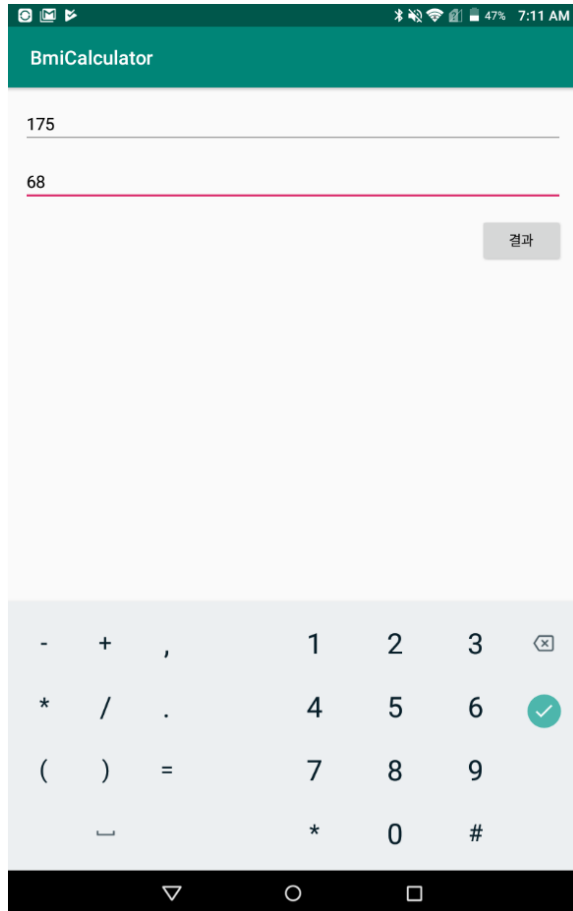 47% 7:11 AM
BmiCalculator
175
68
결과
- + , 1 2 3
* / . 4 5 6
( ) = 7 8 9
* 0 #